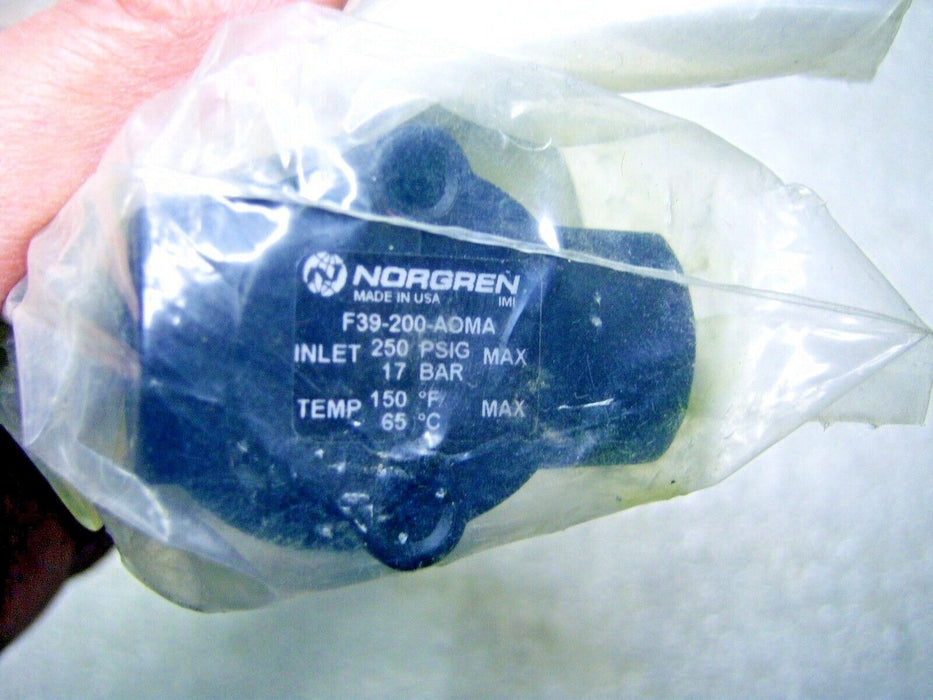 NORGREN
MADE IN USA IMI
F39-200-AOMA
INLET 250 PSIG MAX
17 BAR
TEMP 150 °F MAX
65 °C